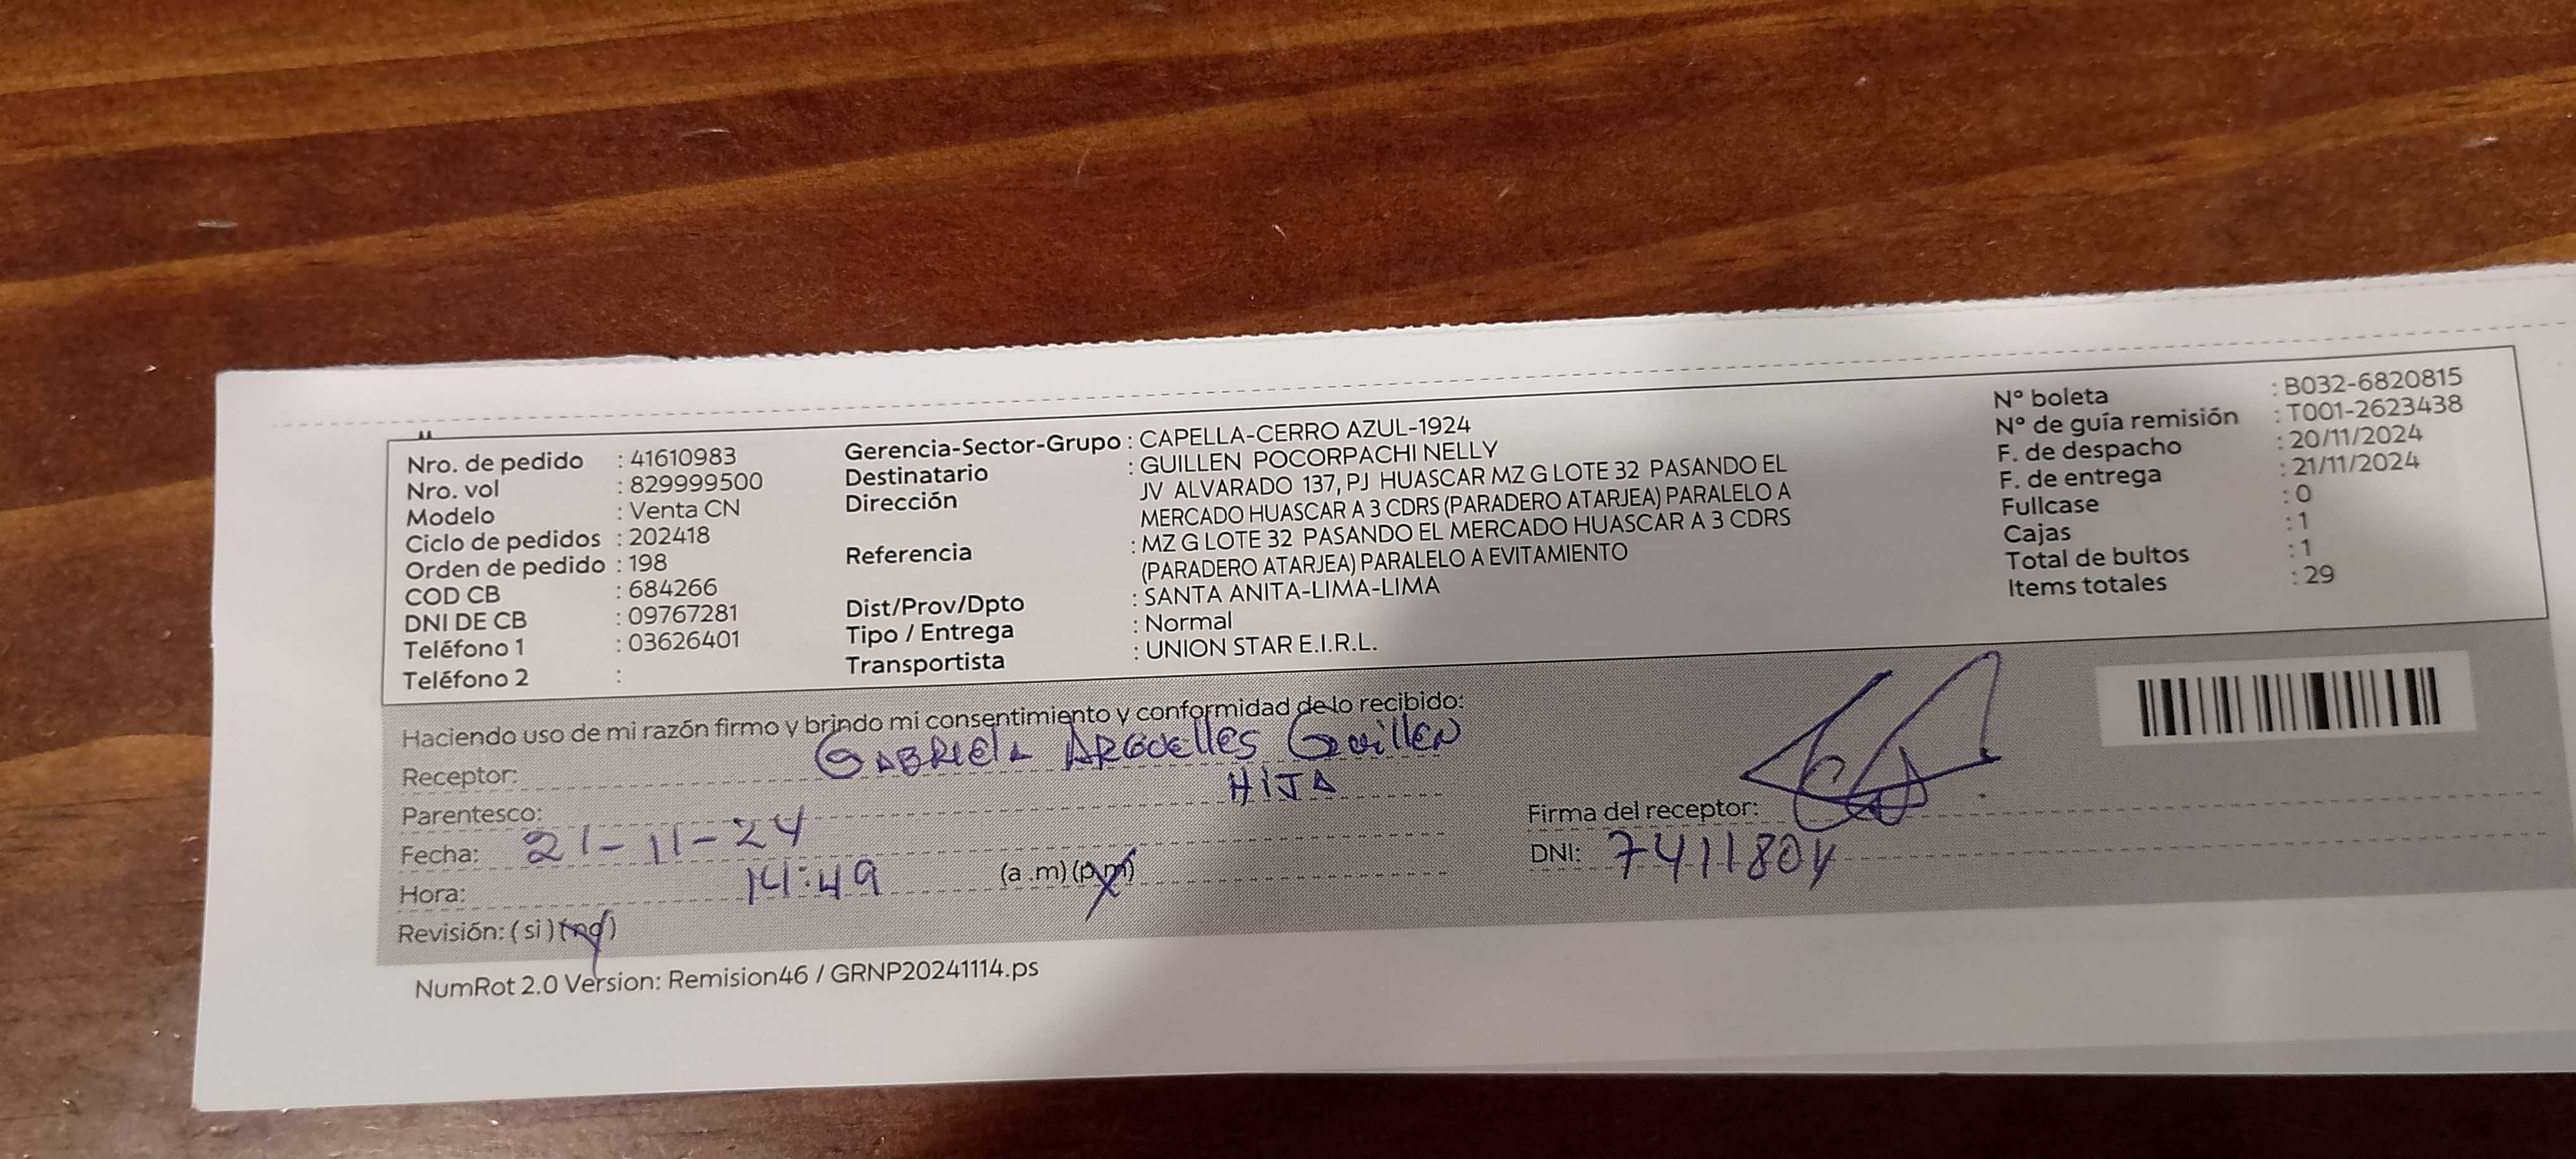 Nro. de pedido : 41610983
Nro. vol : 829999500
Modelo : Venta CN
Ciclo de pedidos : 202418
Orden de pedido : 198
COD CB : 684266
DNI DE CB : 09767281
Teléfono 1 : 03626401
Teléfono 2 :
Gerencia-Sector-Grupo : CAPELLA-CERRO AZUL-1924
Destinatario : GUILLEN POCORPACHI NELLY
Dirección JV ALVARADO 137, PJ HUASCAR MZ G LOTE 32 PASANDO EL
MERCADO HUASCAR A 3 CDRS (PARADERO ATARJEA) PARALELO A
Referencia : MZ G LOTE 32 PASANDO EL MERCADO HUASCAR A 3 CDRS
(PARADERO ATARJEA) PARALELO A EVITAMIENTO
Dist/Prov/Dpto : SANTA ANITA-LIMA-LIMA
Tipo / Entrega : Normal
Transportista : UNION STAR E.I.R.L.
N° boleta : B032-6820815
N° de guía remisión : T001-2623438
F. de despacho : 20/11/2024
F. de entrega : 21/11/2024
Fullcase : 0
Cajas : 1
Total de bultos : 1
Items totales : 29
Haciendo uso de mi razón firmo y brindo mi consentimiento y conformidad de lo recibido:
Receptor: GABRIELA ARGUELLES GUILLEN
Parentesco: HIJA
Fecha: 21-11-24
Hora: 14:49 (a .m) (p.m)
Revisión: ( si ) (no)
Firma del receptor:
DNI: 7411804
NumRot 2.0 Version: Remision46 / GRNP20241114.ps